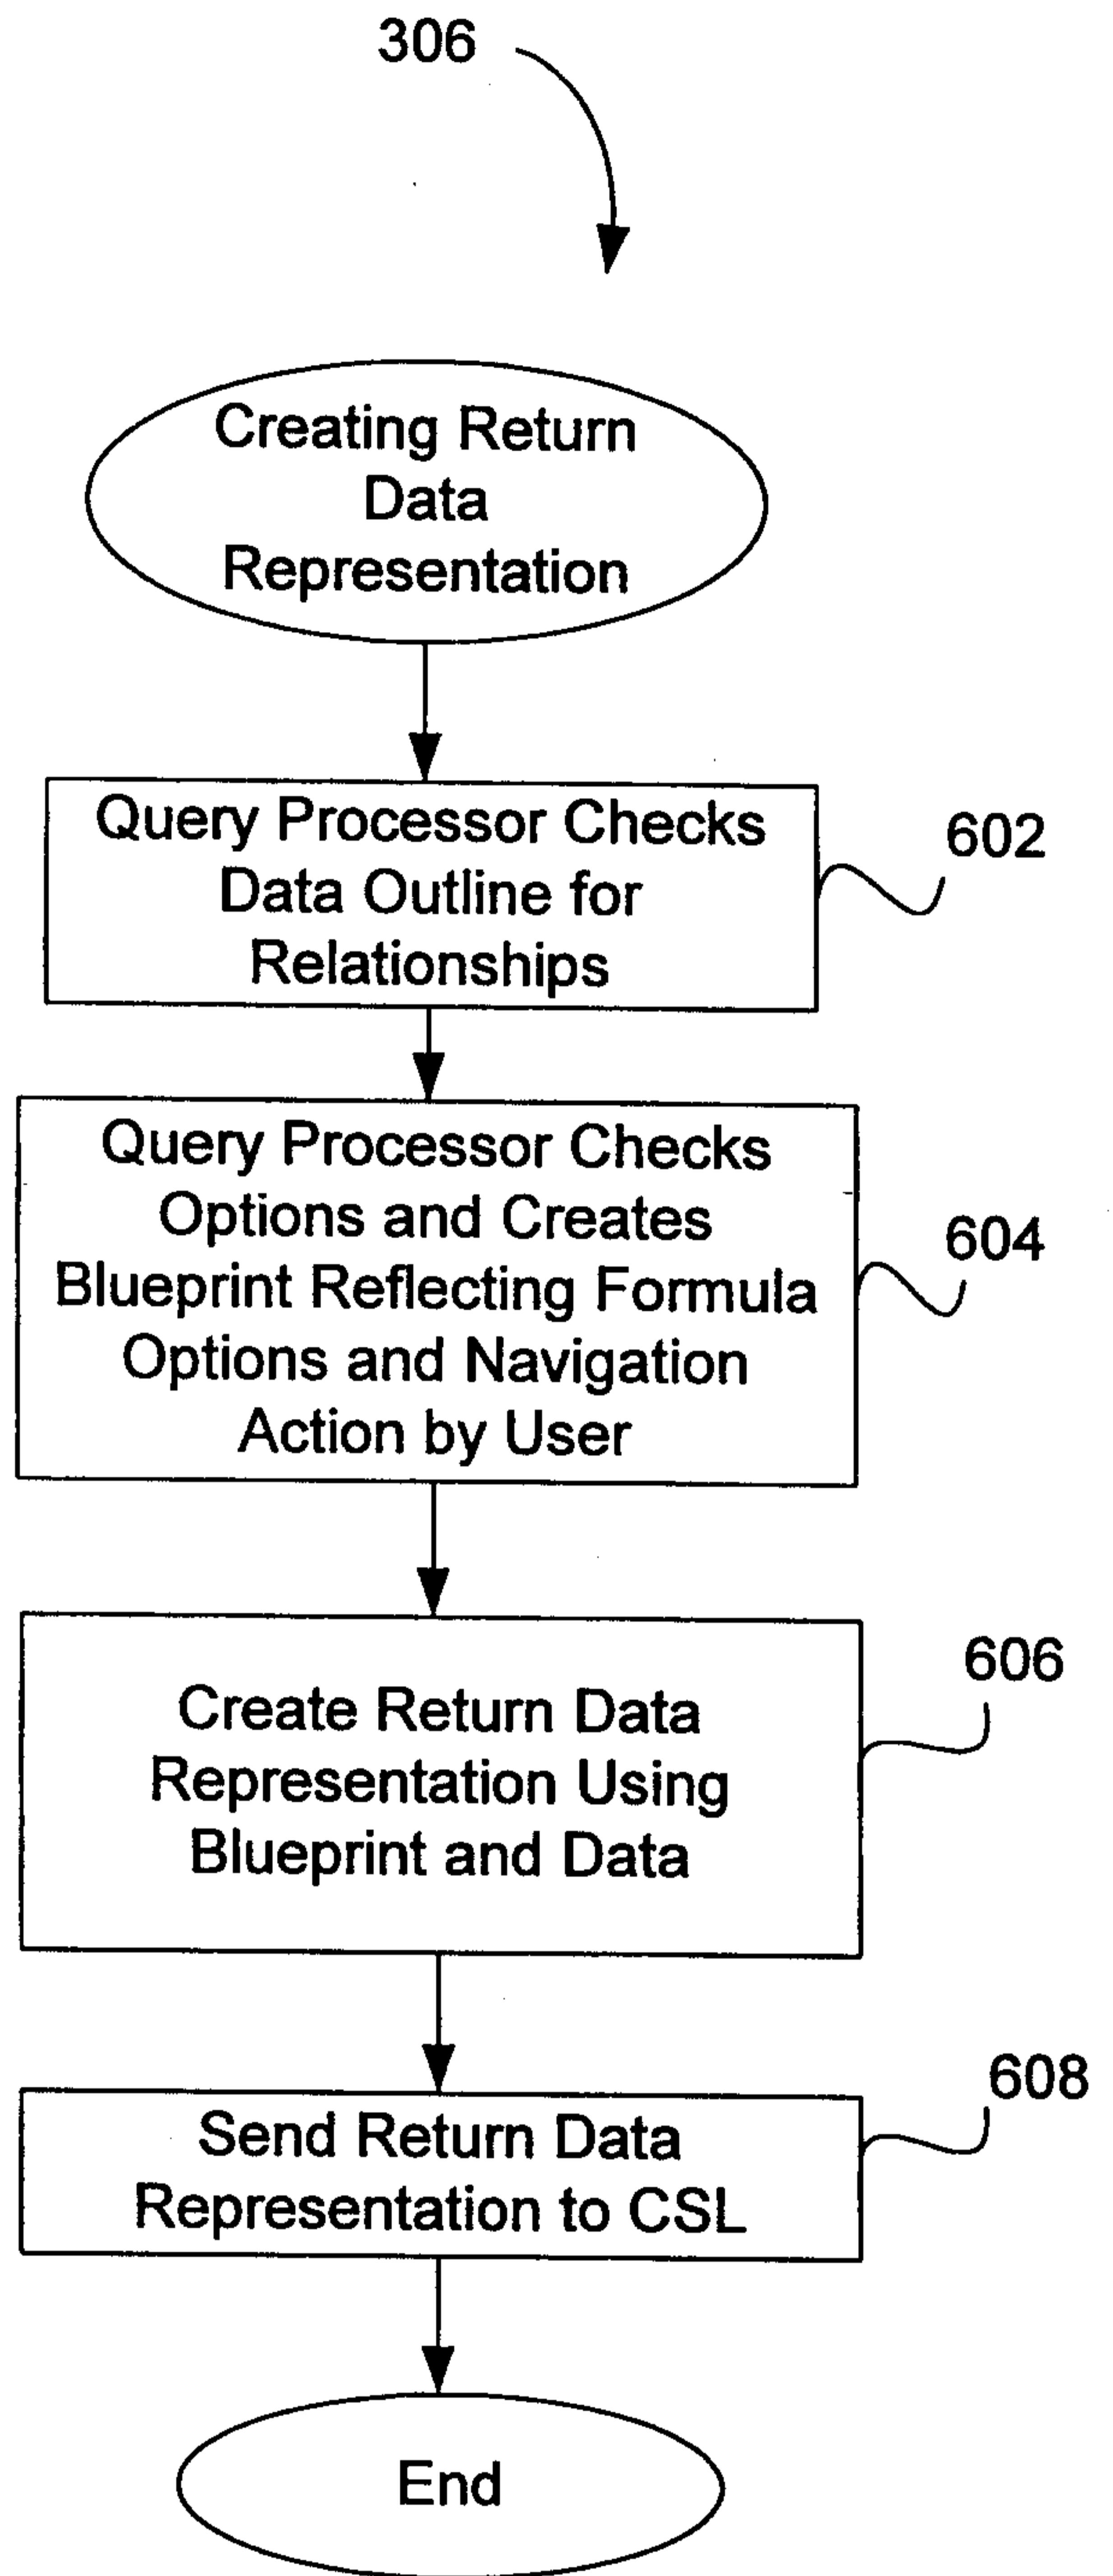 306
Creating Return
Data
Representation
Query Processor Checks
Data Outline for
Relationships
602
Query Processor Checks
Options and Creates
Blueprint Reflecting Formula
Options and Navigation
Action by User
604
Create Return Data
Representation Using
Blueprint and Data
606
Send Return Data
Representation to CSL
608
End